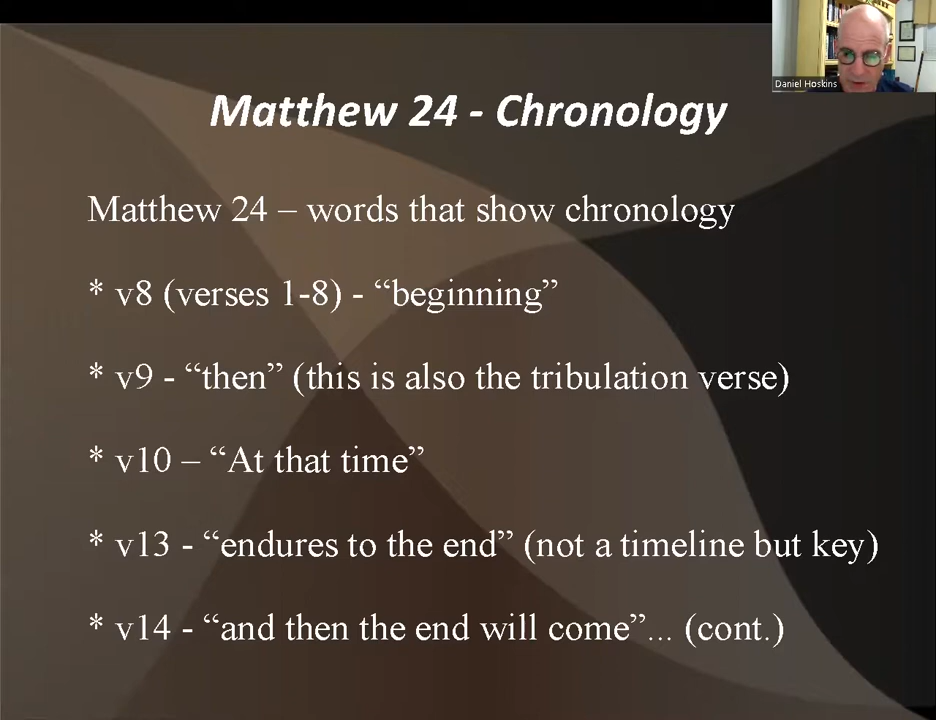 Daniel Hoskins
Matthew 24 - Chronology
Matthew 24 – words that show chronology
* v8 (verses 1-8) - “beginning”
* v9 - “then” (this is also the tribulation verse)
* v10 – “At that time”
* v13 - “endures to the end” (not a timeline but key)
* v14 - “and then the end will come”... (cont.)